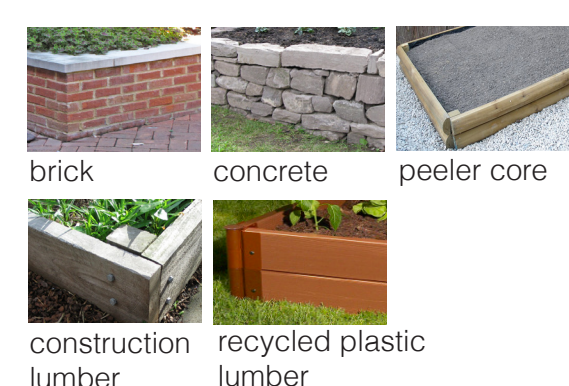 brick
concrete
peeler core
construction
lumber
recycled plastic
lumber